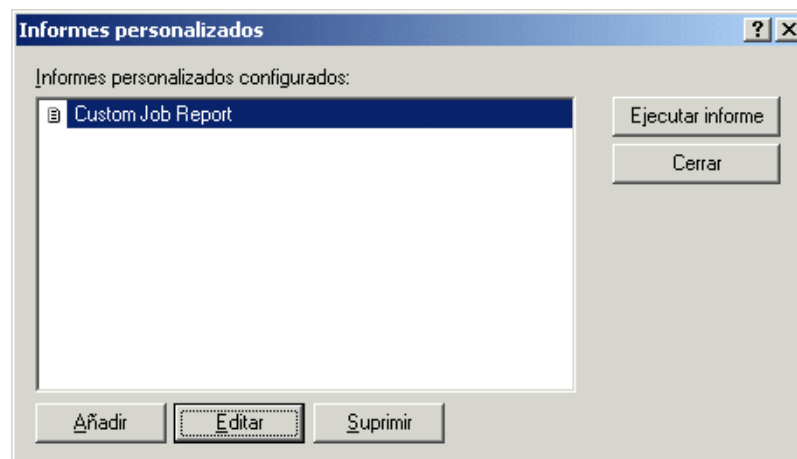 Informes personalizados
Informes personalizados configurados:
Custom Job Report
Ejecutar informe
Cerrar
Añadir
Editar
Suprimir